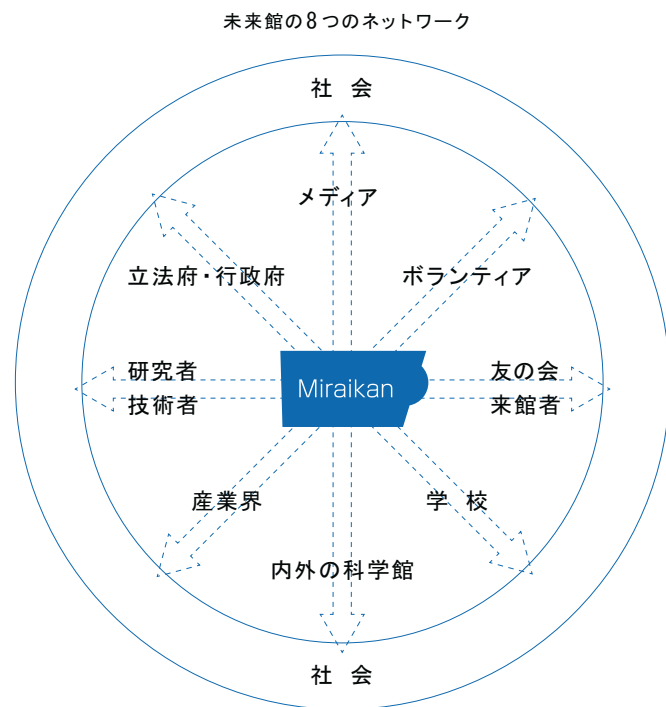 未来館の8つのネットワーク
社 会
メディア
立法府・行政府
ボランティア
研究者
技術者
Miraikan
友の会
来館者
産業界
学 校
内外の科学館
社 会